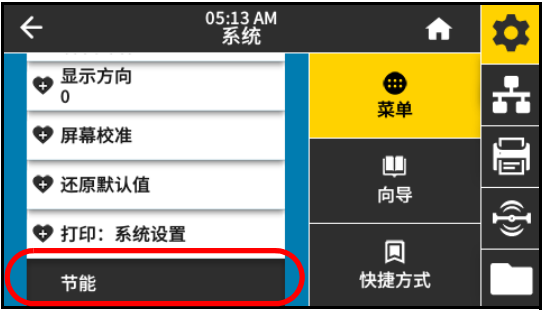 05:13 AM
系统
显示方向
0
屏幕校准
还原默认值
打印：系统设置
节能
菜单
向导
快捷方式